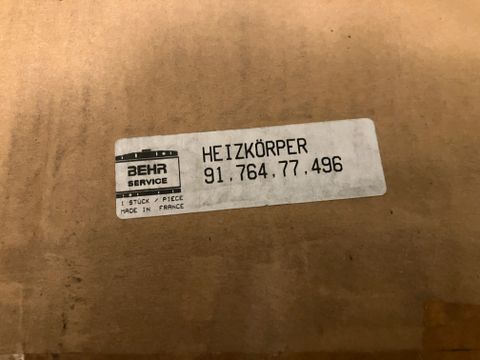 HEIZKÖRPER
91.764.77.496
BEHR
SERVICE
1 STÜCK / PIECE
MADE IN FRANCE